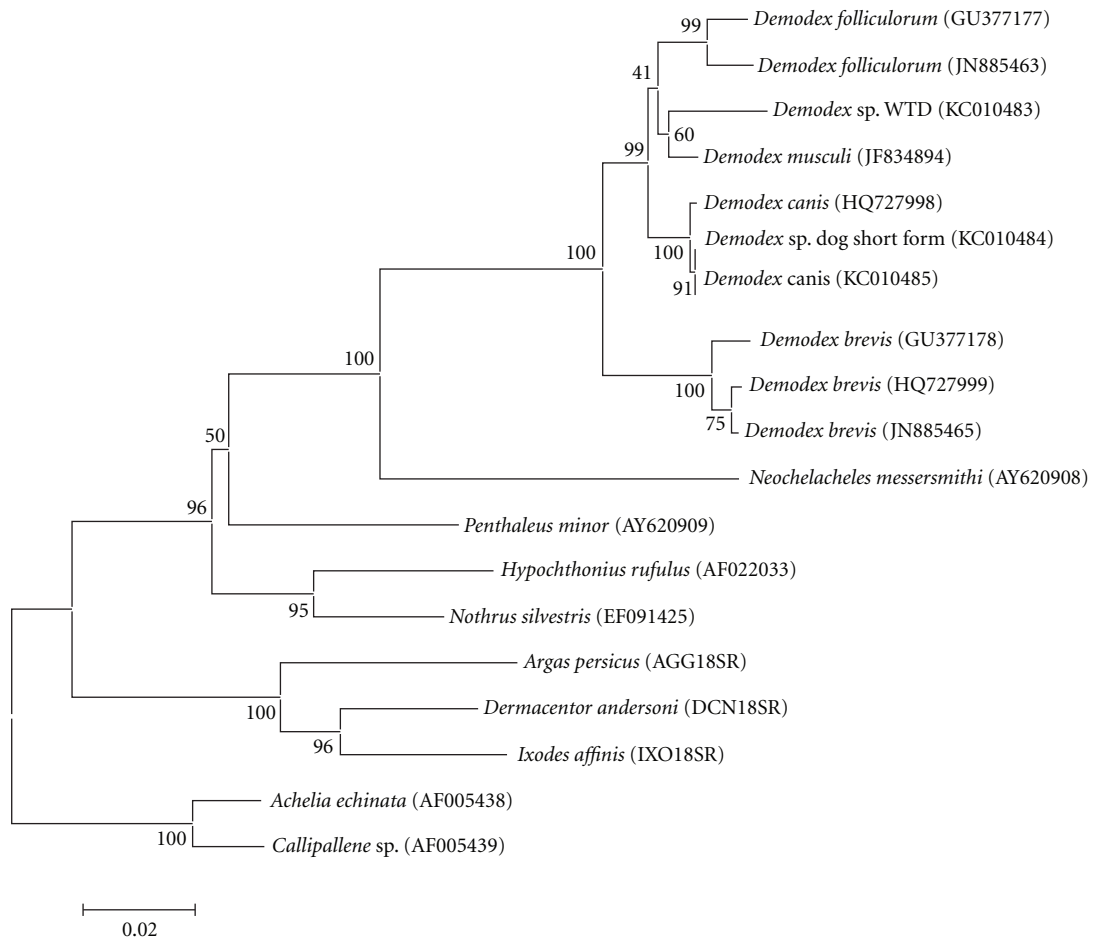 99
Demodex folliculorum (GU377177)
Demodex folliculorum (JN885463)
41
Demodex sp. WTD (KC010483)
60
Demodex musculi (JF834894)
99
Demodex canis (HQ727998)
Demodex sp. dog short form (KC010484)
100
100
Demodex canis (KC010485)
91
Demodex brevis (GU377178)
100
Demodex brevis (HQ727999)
100
75
Demodex brevis (JN885465)
50
Neochelacheles messersmithi (AY620908)
96
Penthaleus minor (AY620909)
Hypochthonius rufulus (AF022033)
95
Nothrus silvestris (EF091425)
Argas persicus (AGG18SR)
100
Dermacentor andersoni (DCN18SR)
96
Ixodes affinis (IXO18SR)
Achelia echinata (AF005438)
100
Callipallene sp. (AF005439)
0.02